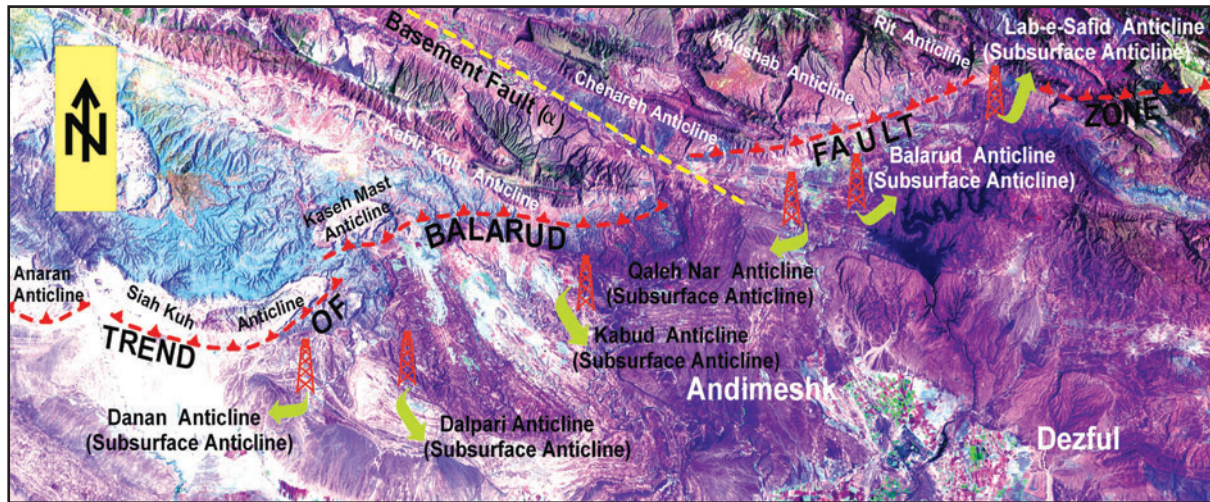 N
Basement Fault (α)
Kabir Kuh Anticline
Chenareh Anticline
Khushab Anticline
Rit Anticline
Lab-e-Safid Anticline
(Subsurface Anticline)
TREND OF BALARUD FAULT ZONE
Balarud Anticline
(Subsurface Anticline)
Kaseh Mast
Anticline
Anaran
Anticline
Siah Kuh Anticline
Qaleh Nar Anticline
(Subsurface Anticline)
Kabud Anticline
(Subsurface Anticline)
Andimeshk
Danan Anticline
(Subsurface Anticline)
Dalpari Anticline
(Subsurface Anticline)
Dezful